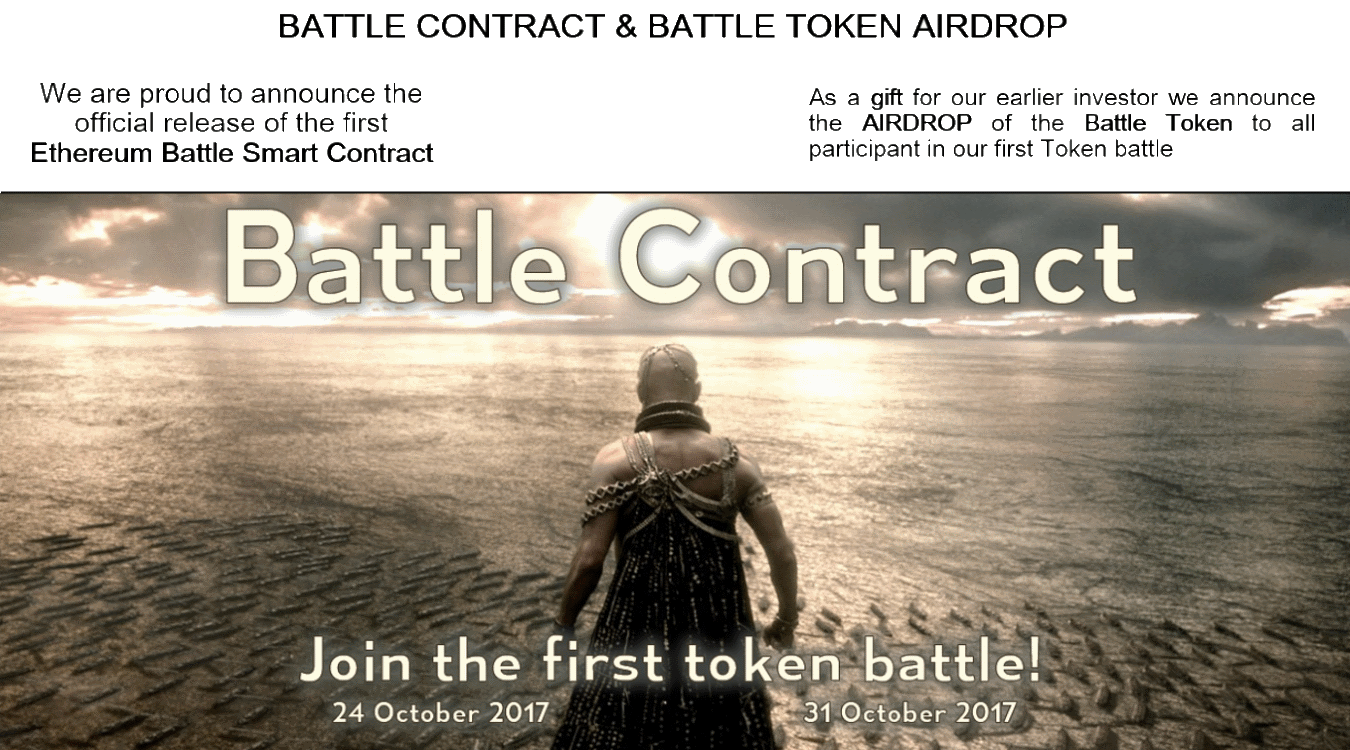 BATTLE CONTRACT & BATTLE TOKEN AIRDROP
We are proud to announce the
official release of the first
Ethereum Battle Smart Contract
As a gift for our earlier investor we announce
the AIRDROP of the Battle Token to all
participant in our first Token battle
Battle Contract
Join the first token battle!
24 October 2017
31 October 2017